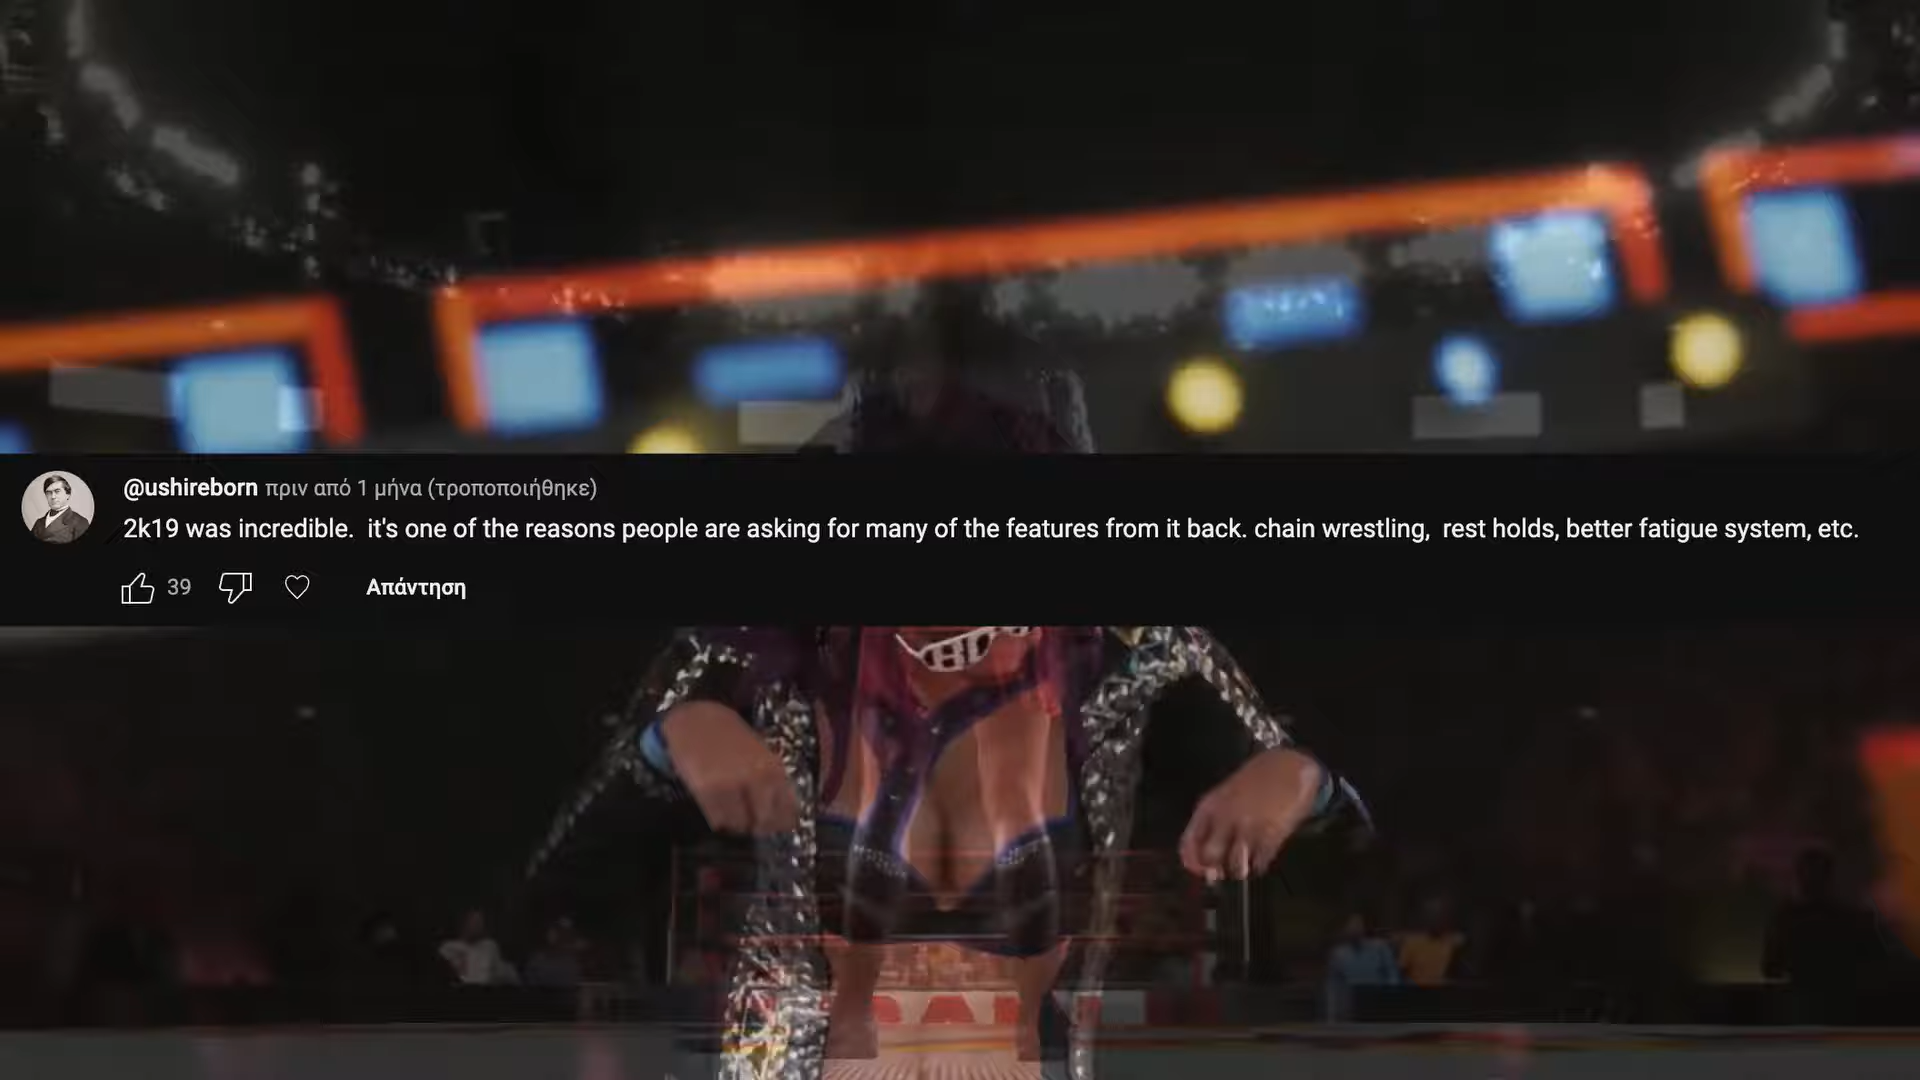 @ushireborn πριν από 1 μήνα (τροποποιήθηκε)
2k19 was incredible.  it's one of the reasons people are asking for many of the features from it back. chain wrestling,  rest holds, better fatigue system, etc.
39
Απάντηση